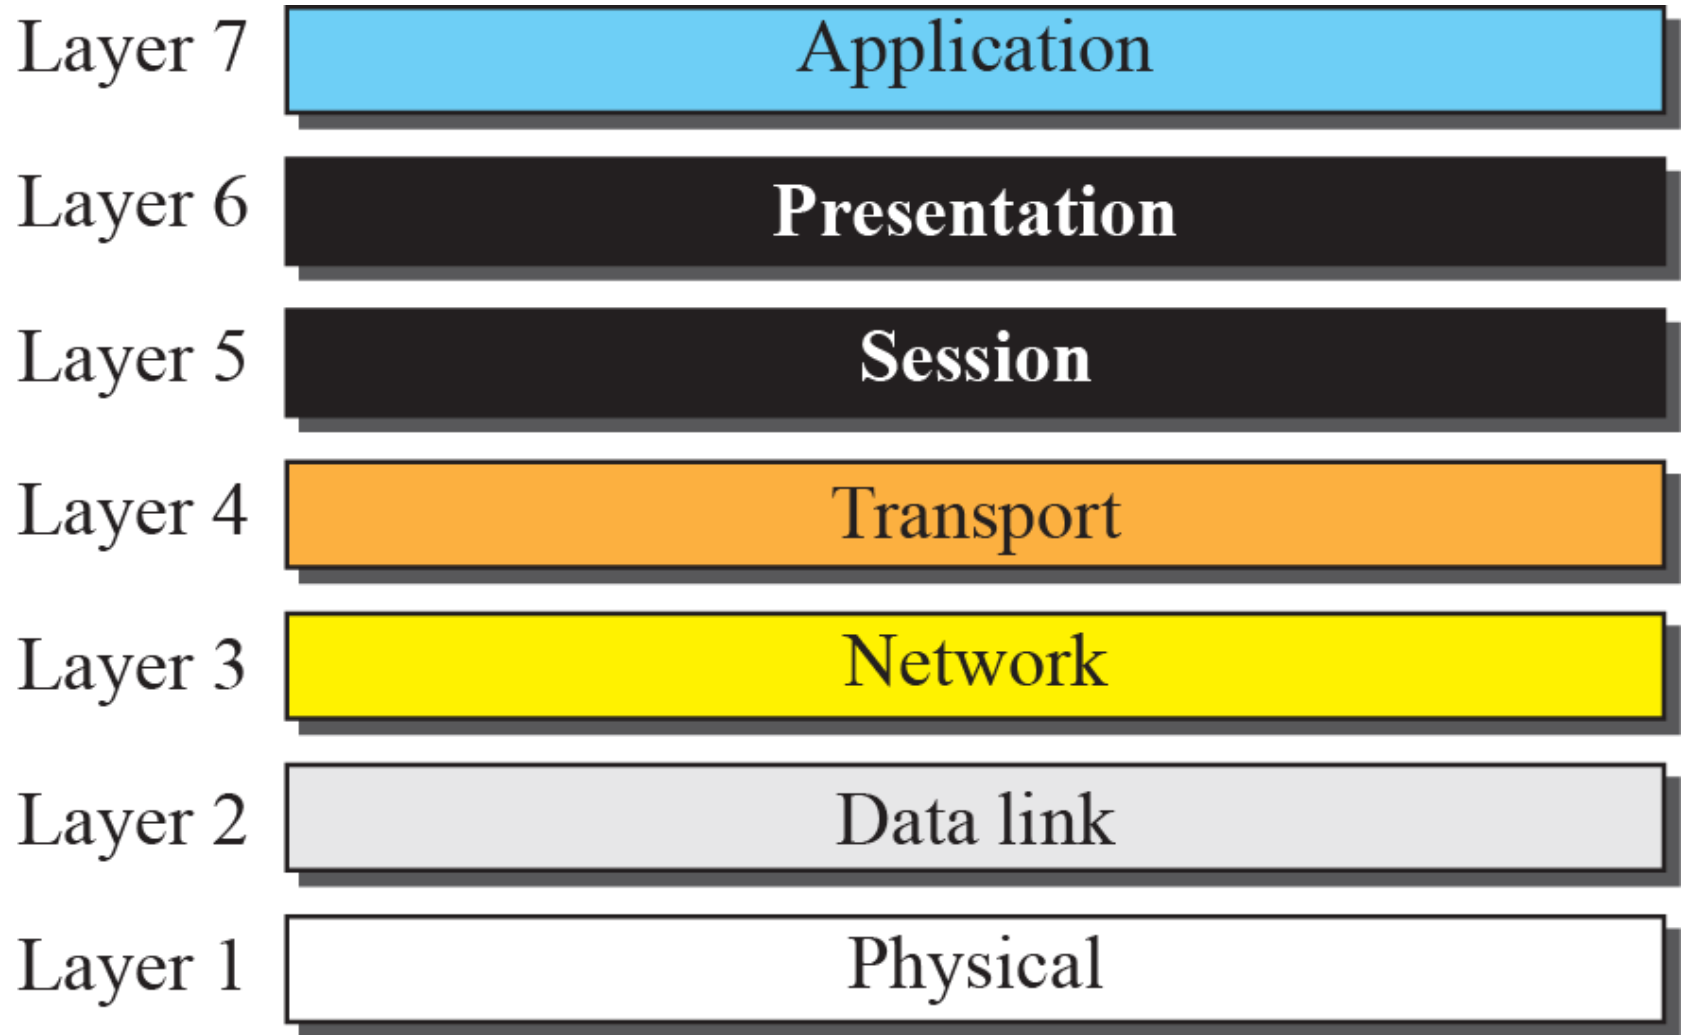 Layer 7 Application
Layer 6 Presentation
Layer 5 Session
Layer 4 Transport
Layer 3 Network
Layer 2 Data link
Layer 1 Physical